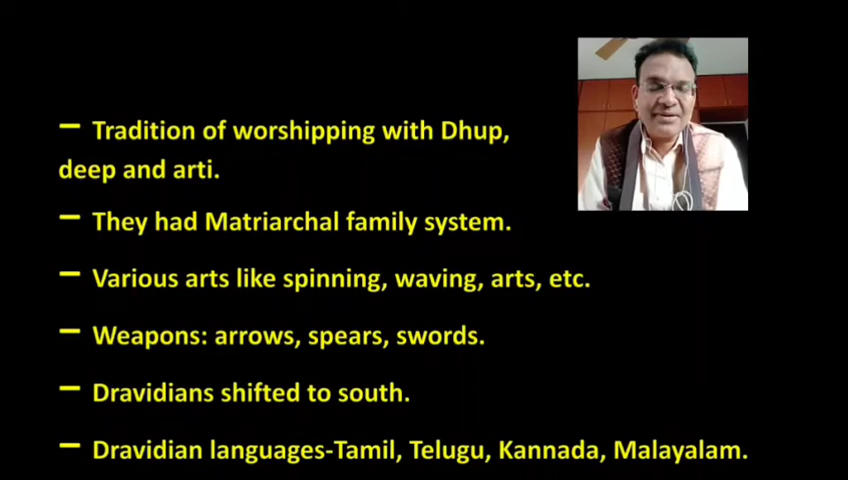 – Tradition of worshipping with Dhup,
deep and arti.
– They had Matriarchal family system.
– Various arts like spinning, waving, arts, etc.
– Weapons: arrows, spears, swords.
– Dravidians shifted to south.
– Dravidian languages-Tamil, Telugu, Kannada, Malayalam.